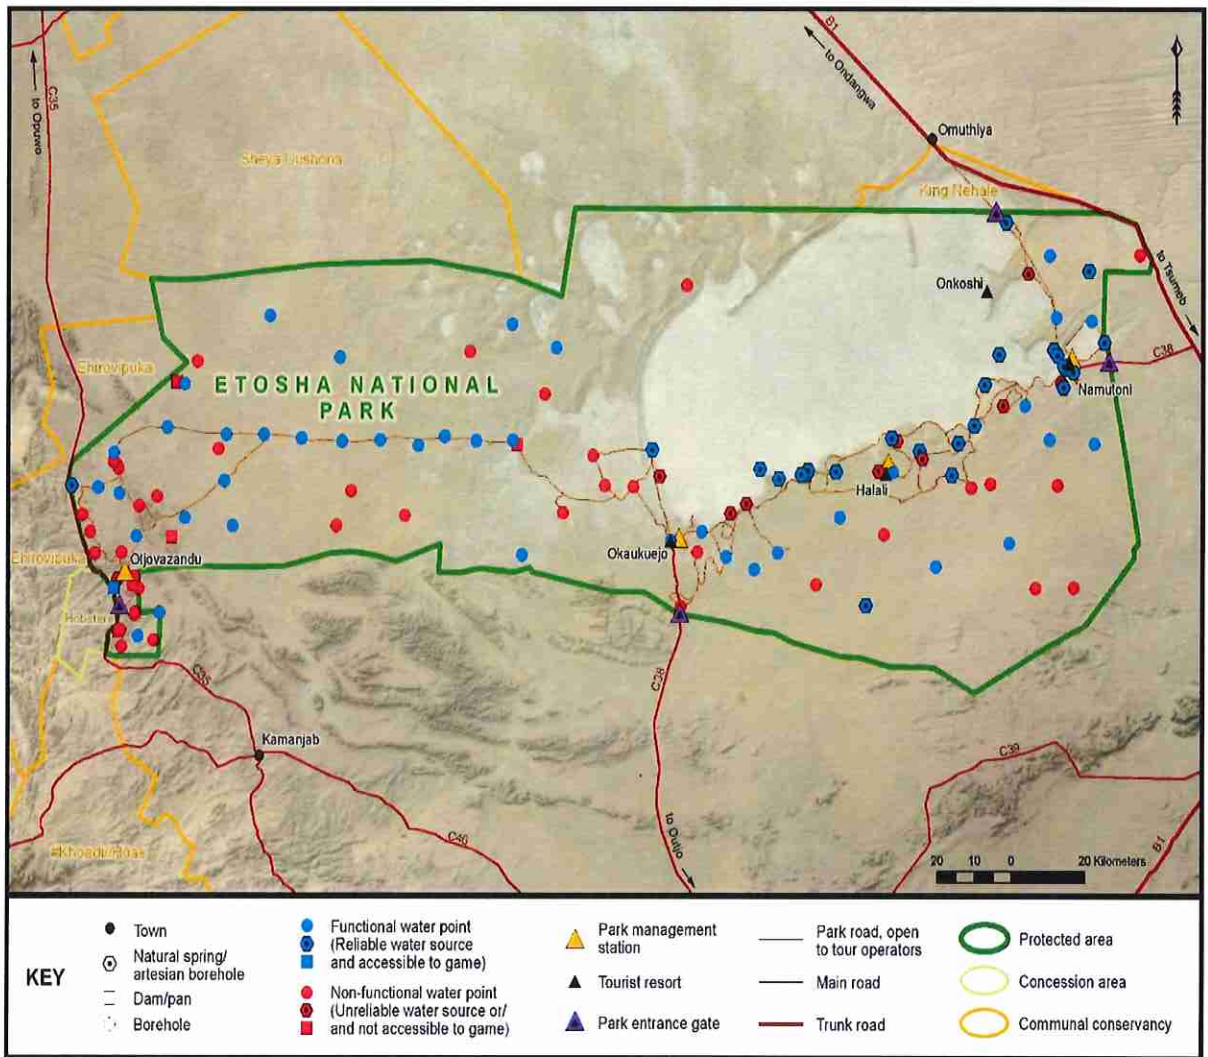 B1
to Ondangwa
C35
to Opuwo
Omuthiya
Sheya Uushona
King Nehale
to Tsumeb
Onkoshi
C38
Ehirovipuka
ETOSHA NATIONAL
PARK
Namutoni
Halali
Ehirovipuka
Otjovazandu
Okaukuejo
Hobatere
C35
C38
Kamanjab
C39
to Outjo
C40
B1
#Khoadi/Hoas
20 10 0 20 Kilometers
KEY
Town
Natural spring/
artesian borehole
Dam/pan
Borehole
Functional water point
(Reliable water source
and accessible to game)
Non-functional water point
(Unreliable water source or/
and not accessible to game)
Park management
station
Tourist resort
Park entrance gate
Park road, open
to tour operators
Main road
Trunk road
Protected area
Concession area
Communal conservancy